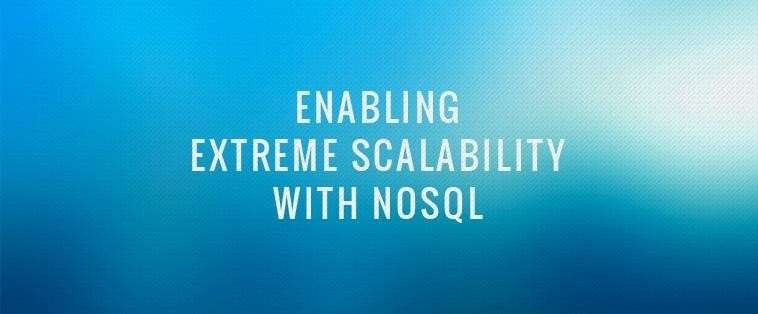 ENABLING
EXTREME SCALABILITY
WITH NOSQL